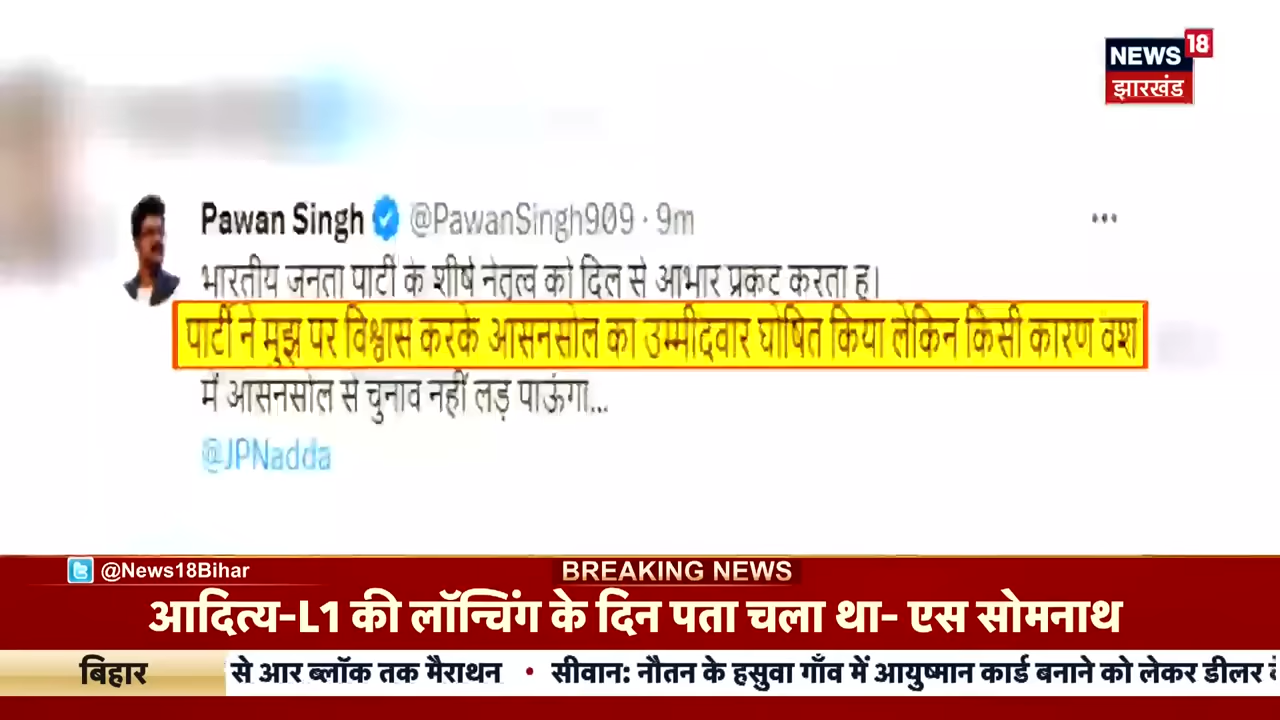 NEWS 18
झारखंड
Pawan Singh @PawanSingh909 · 9m
भारतीय जनता पार्टी के शीर्ष नेतृत्व को दिल से आभार प्रकट करता हूं।
पार्टी ने मुझ पर विश्वास करके आसनसोल का उम्मीदवार घोषित किया लेकिन किसी कारण वश
में आसनसोल से चुनाव नहीं लड़ पाऊंगा...
@JPNadda
@News18Bihar
BREAKING NEWS
आदित्य-L1 की लॉन्चिंग के दिन पता चला था- एस सोमनाथ
बिहार
से आर ब्लॉक तक मैराथन • सीवान: नौतन के हसुवा गाँव में आयुष्मान कार्ड बनाने को लेकर डीलर